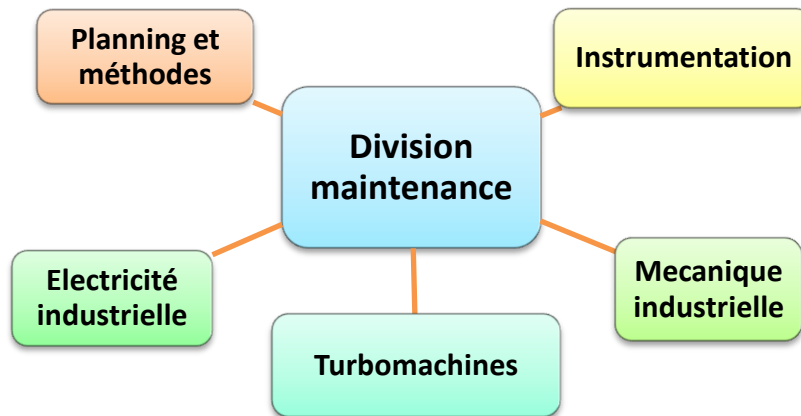 Planning et
méthodes
Instrumentation
Division
maintenance
Electricité
industrielle
Mecanique
industrielle
Turbomachines